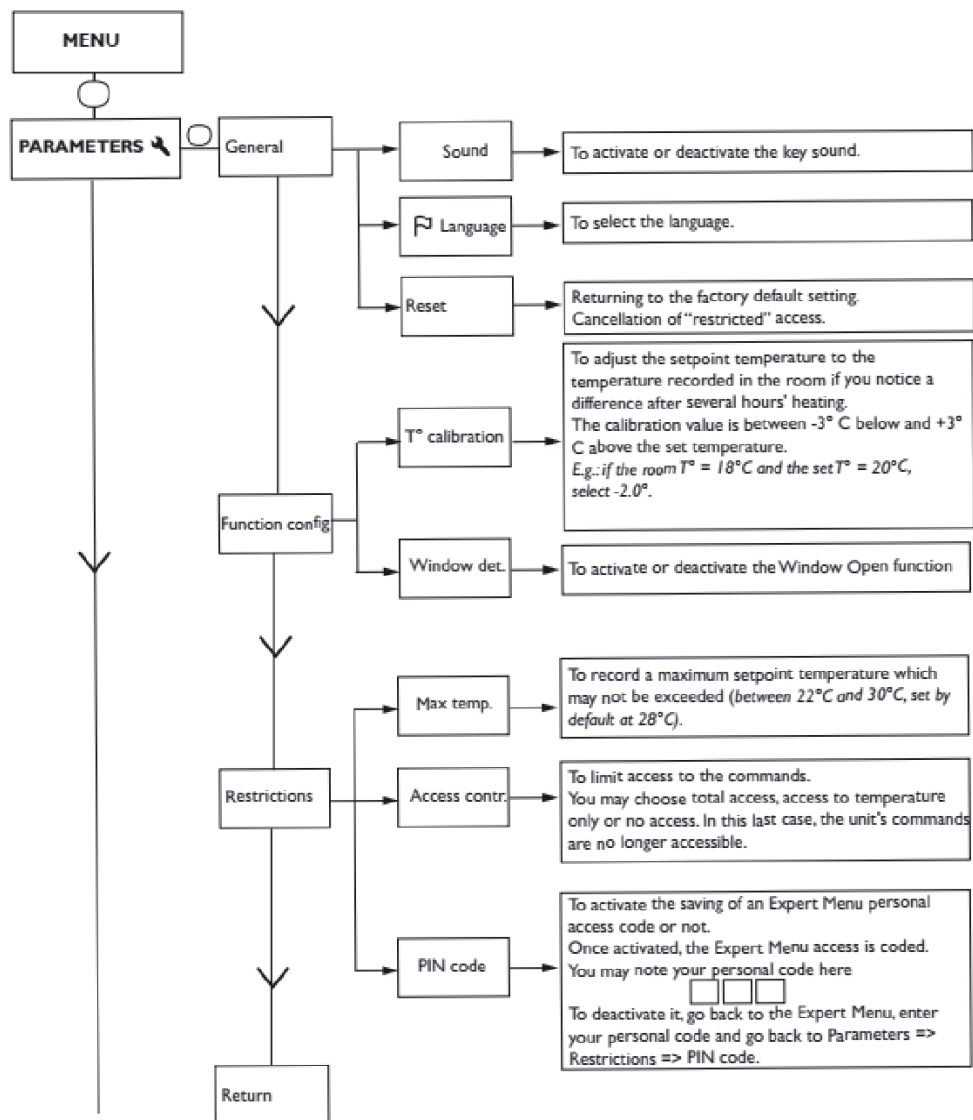 MENU
PARAMETERS
General
Sound
To activate or deactivate the key sound.
Language
To select the language.
Reset
Returning to the factory default setting.
Cancellation of “restricted” access.
T° calibration
To adjust the setpoint temperature to the
temperature recorded in the room if you notice a
difference after several hours' heating.
The calibration value is between -3° C below and +3°
C above the set temperature.
E.g.: if the room T° = 18°C and the set T° = 20°C,
select -2.0°.
Function config
Window det.
To activate or deactivate the Window Open function
Max temp.
To record a maximum setpoint temperature which
may not be exceeded (between 22°C and 30°C, set by
default at 28°C).
Restrictions
Access contr.
To limit access to the commands.
You may choose total access, access to temperature
only or no access. In this last case, the unit's commands
are no longer accessible.
PIN code
To activate the saving of an Expert Menu personal
access code or not.
Once activated, the Expert Menu access is coded.
You may note your personal code here
To deactivate it, go back to the Expert Menu, enter
your personal code and go back to Parameters =>
Restrictions => PIN code.
Return